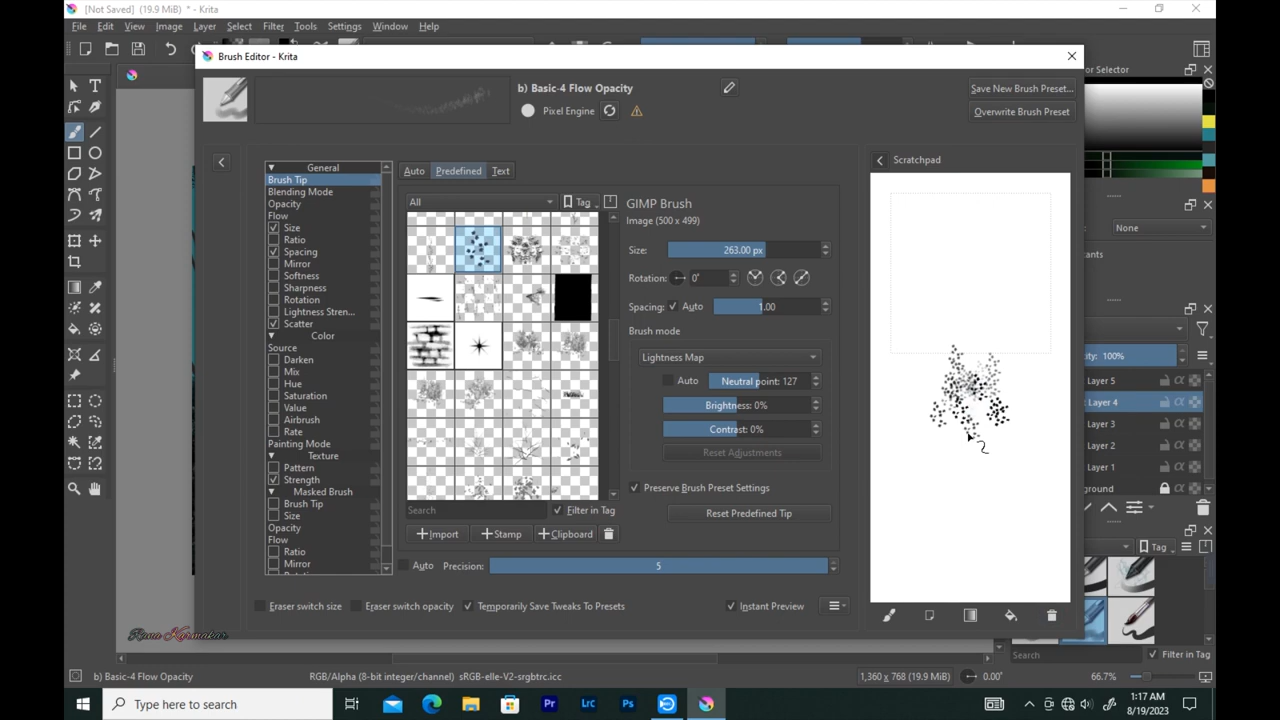 [Not Saved] (19.9 MiB) * - Krita
File Edit View Image Layer Select Filter Tools Settings Window Help
Brush Editor - Krita
b) Basic-4 Flow Opacity
Pixel Engine
Save New Brush Preset...
Overwrite Brush Preset
General
Brush Tip
Blending Mode
Opacity
Flow
Size
Ratio
Spacing
Mirror
Softness
Sharpness
Rotation
Lightness Stren...
Scatter
Color
Source
Darken
Mix
Hue
Saturation
Value
Airbrush
Rate
Painting Mode
Texture
Pattern
Strength
Masked Brush
Brush Tip
Size
Opacity
Flow
Ratio
Mirror
Auto Predefined Text
All
Tag
Search
Filter in Tag
Import Stamp Clipboard
Auto Precision: 5
GIMP Brush
Image (500 x 499)
Size: 263.00 px
Rotation: 0°
Spacing: Auto 1.00
Brush mode
Lightness Map
Auto Neutral point: 127
Brightness: 0%
Contrast: 0%
Reset Adjustments
Preserve Brush Preset Settings
Reset Predefined Tip
Eraser switch size Eraser switch opacity Temporarily Save Tweaks To Presets Instant Preview
Scratchpad
or Selector
None
stants
ity: 100%
Layer 5
Layer 4
Layer 3
Layer 2
Layer 1
ground
Tag
Search
Filter in Tag
Rana Karmakar
b) Basic-4 Flow Opacity
RGB/Alpha (8-bit integer/channel) sRGB-elle-V2-srgbtrc.icc
1,360 x 768 (19.9 MiB)
0.00°
66.7%
Type here to search
Pr
Lrc
Ps
1:17 AM
8/19/2023